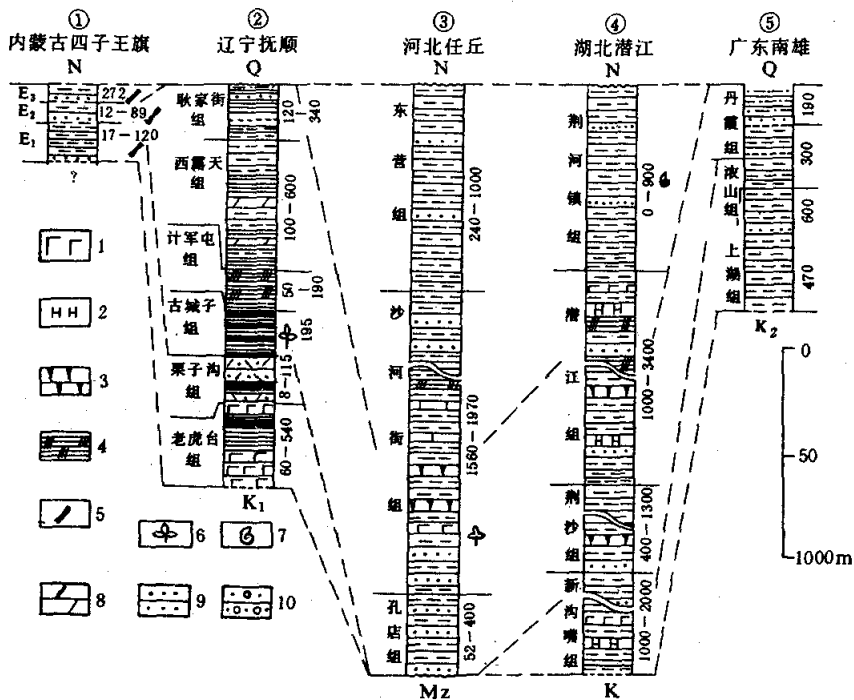 ① ② ③ ④ ⑤
内蒙古四子王旗 辽宁抚顺 河北任丘 湖北潜江 广东南雄
N Q N N Q
E₃ 272
E₂ 12-89
E₁ 17-120
?
耿家街组 120-340
西露天组 100-600
计军屯组 50-190
古城子组 195
栗子沟组 8-115
老虎台组 60-540
K₁
东营组 240-1000
沙河街组 1560-1970
孔店组 52-400
Mz
荆河镇组 0-900
潜江组 1000-3400
荆沙组 400-1300
新沟嘴组 1000-2000
K
丹霞组 190
300
浓山组 600
上湖组 470
K₂
0
50
1000m
1
2
3
4
5
6 7
8 9 10